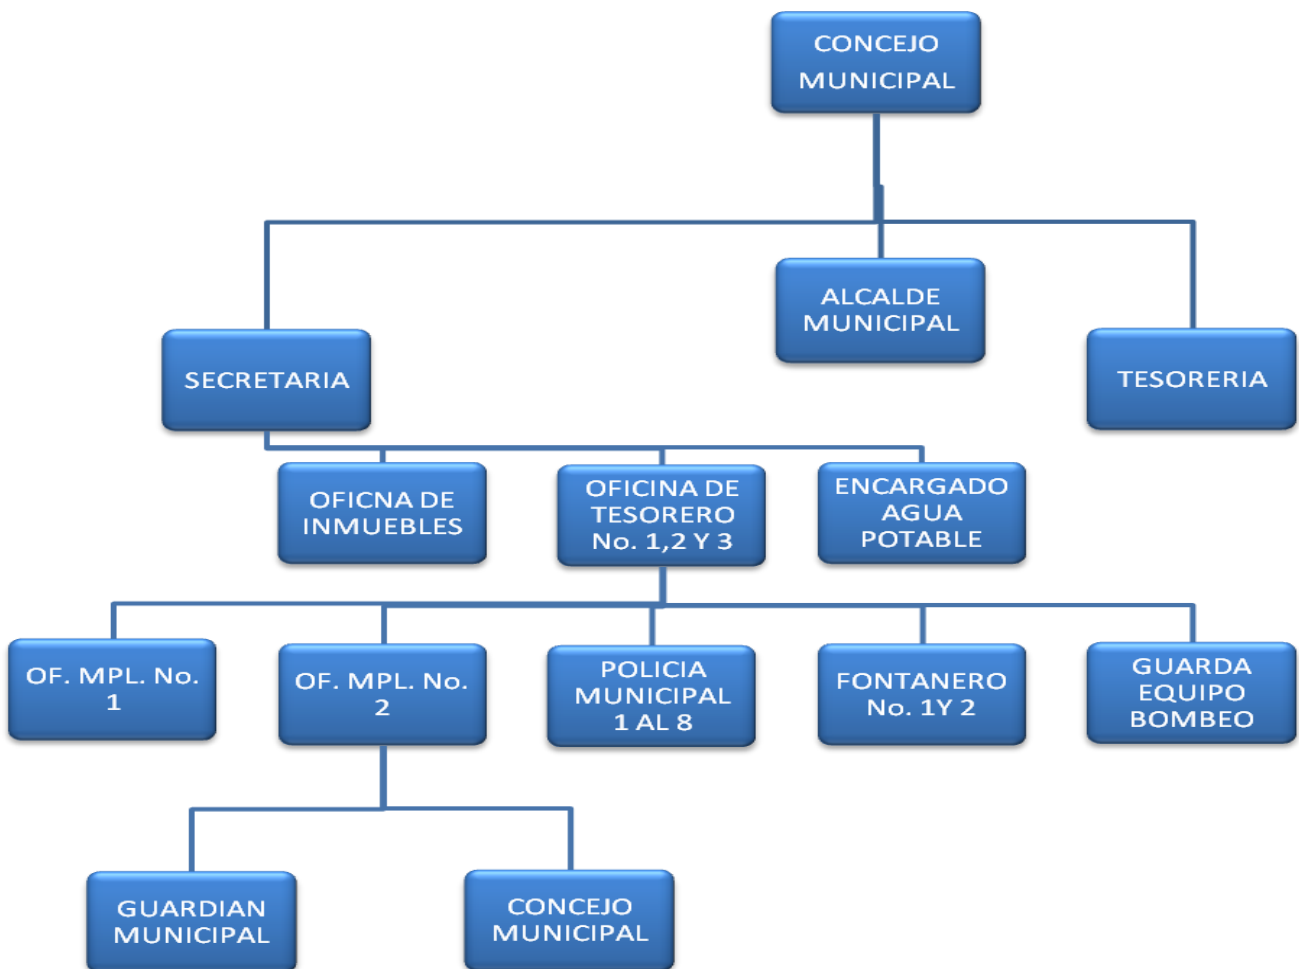 CONCEJO
MUNICIPAL
ALCALDE
MUNICIPAL
SECRETARIA
TESORERIA
OFICNA DE
INMUEBLES
OFICINA DE
TESORERO
No. 1,2 Y 3
ENCARGADO
AGUA
POTABLE
OF. MPL. No.
1
OF. MPL. No.
2
POLICIA
MUNICIPAL
1 AL 8
FONTANERO
No. 1Y 2
GUARDA
EQUIPO
BOMBEO
GUARDIAN
MUNICIPAL
CONCEJO
MUNICIPAL